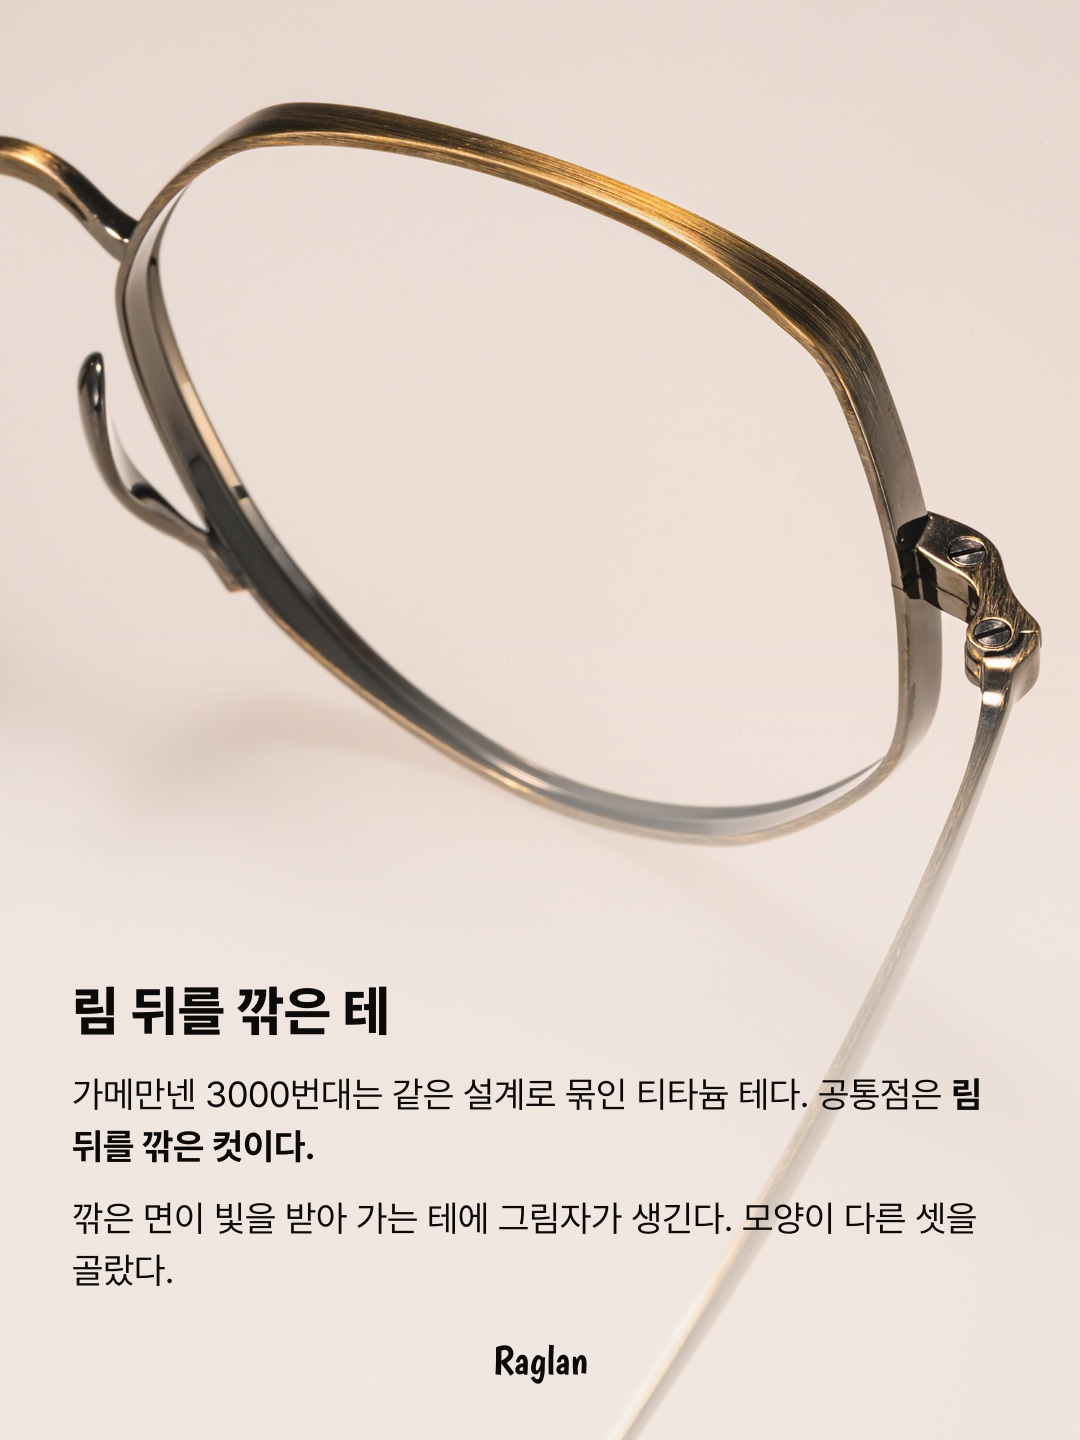 림 뒤를 깎은 테
가메만넨 3000번대는 같은 설계로 묶인 티타늄 테다. 공통점은 림
뒤를 깎은 컷이다.
깎은 면이 빛을 받아 가는 테에 그림자가 생긴다. 모양이 다른 셋을
골랐다.
Raglan